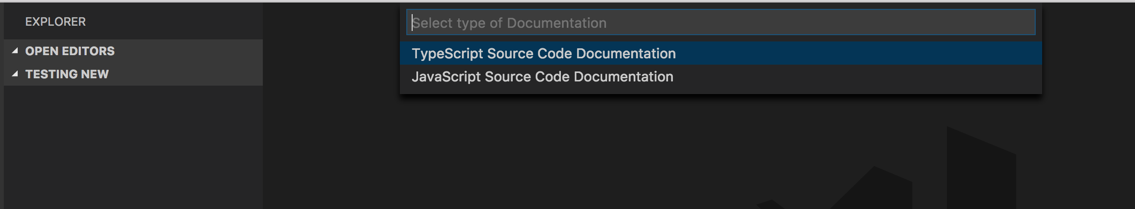 EXPLORER
OPEN EDITORS
TESTING NEW
Select type of Documentation
TypeScript Source Code Documentation
JavaScript Source Code Documentation